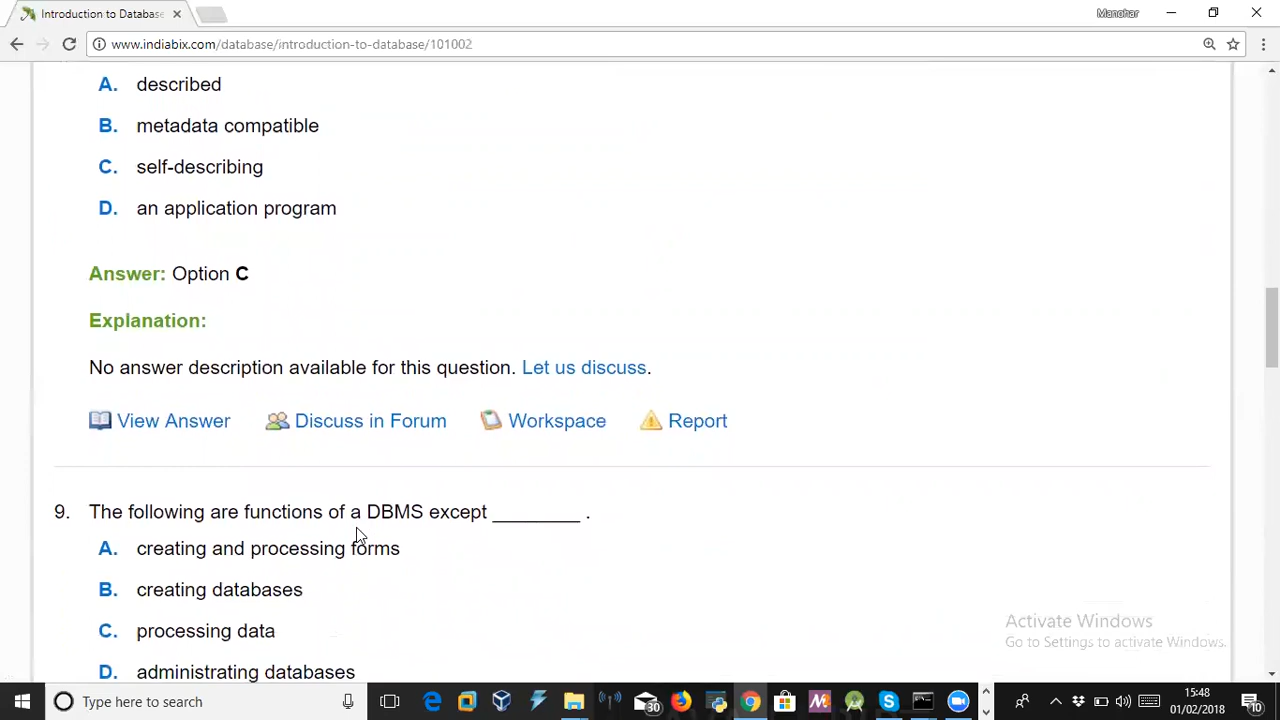 Introduction to Database
Manohar
www.indiabix.com/database/introduction-to-database/101002
A. described
B. metadata compatible
C. self-describing
D. an application program
Answer: Option C
Explanation:
No answer description available for this question. Let us discuss.
View Answer Discuss in Forum Workspace Report
9. The following are functions of a DBMS except ________ .
A. creating and processing forms
B. creating databases
C. processing data
D. administrating databases
Activate Windows
Go to Settings to activate Windows.
Type here to search
30
15:48
01/02/2018
10